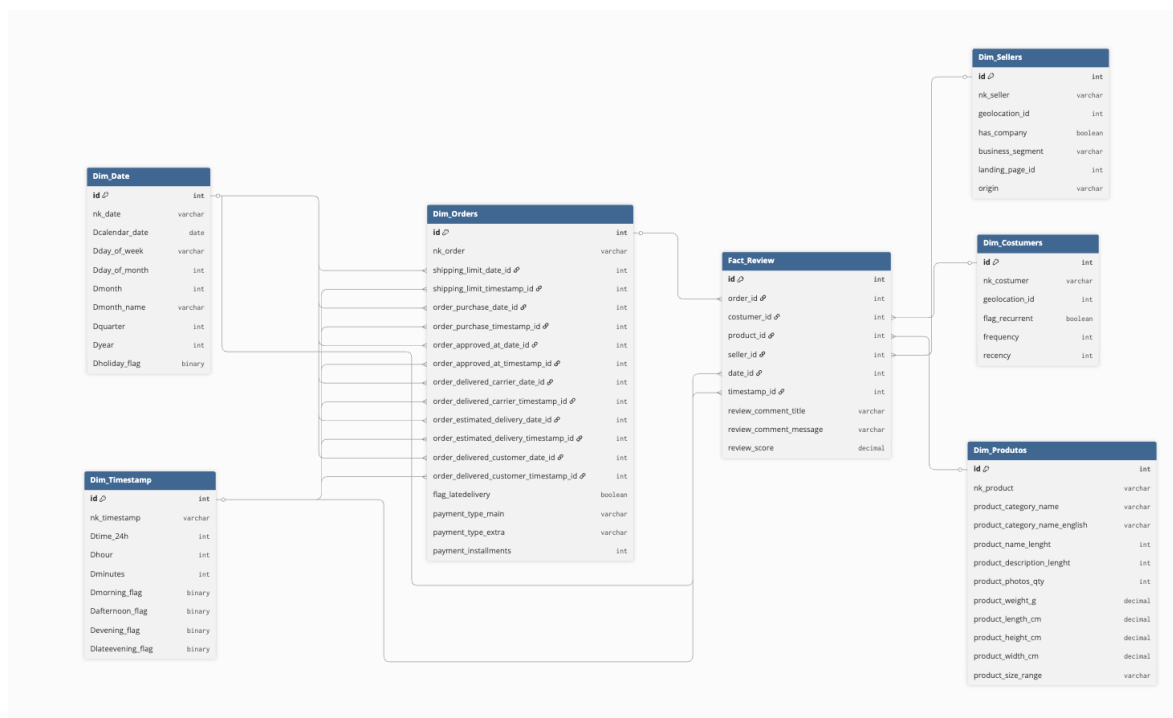 Dim_Date
id int
nk_date varchar
Dcalendar_date date
Dday_of_week varchar
Dday_of_month int
Dmonth int
Dmonth_name varchar
Dquarter int
Dyear int
Dholiday_flag binary
Dim_Timestamp
id int
nk_timestamp varchar
Dtime_24h int
Dhour int
Dminutes int
Dmorning_flag binary
Dafternoon_flag binary
Devening_flag binary
Dlateevening_flag binary
Dim_Orders
id int
nk_order varchar
shipping_limit_date_id int
shipping_limit_timestamp_id int
order_purchase_date_id int
order_purchase_timestamp_id int
order_approved_at_date_id int
order_approved_at_timestamp_id int
order_delivered_carrier_date_id int
order_delivered_carrier_timestamp_id int
order_estimated_delivery_date_id int
order_estimated_delivery_timestamp_id int
order_delivered_customer_date_id int
order_delivered_customer_timestamp_id int
flag_latedelivery boolean
payment_type_main varchar
payment_type_extra varchar
payment_installments int
Fact_Review
id int
order_id int
costumer_id int
product_id int
seller_id int
date_id int
timestamp_id int
review_comment_title varchar
review_comment_message varchar
review_score decimal
Dim_Sellers
id int
nk_seller varchar
geolocation_id int
has_company boolean
business_segment varchar
landing_page_id int
origin varchar
Dim_Costumers
id int
nk_costumer varchar
geolocation_id int
flag_recurrent boolean
frequency int
recency int
Dim_Produtos
id int
nk_product varchar
product_category_name varchar
product_category_name_english varchar
product_name_lenght int
product_description_lenght int
product_photos_qty int
product_weight_g decimal
product_length_cm decimal
product_height_cm decimal
product_width_cm decimal
product_size_range varchar